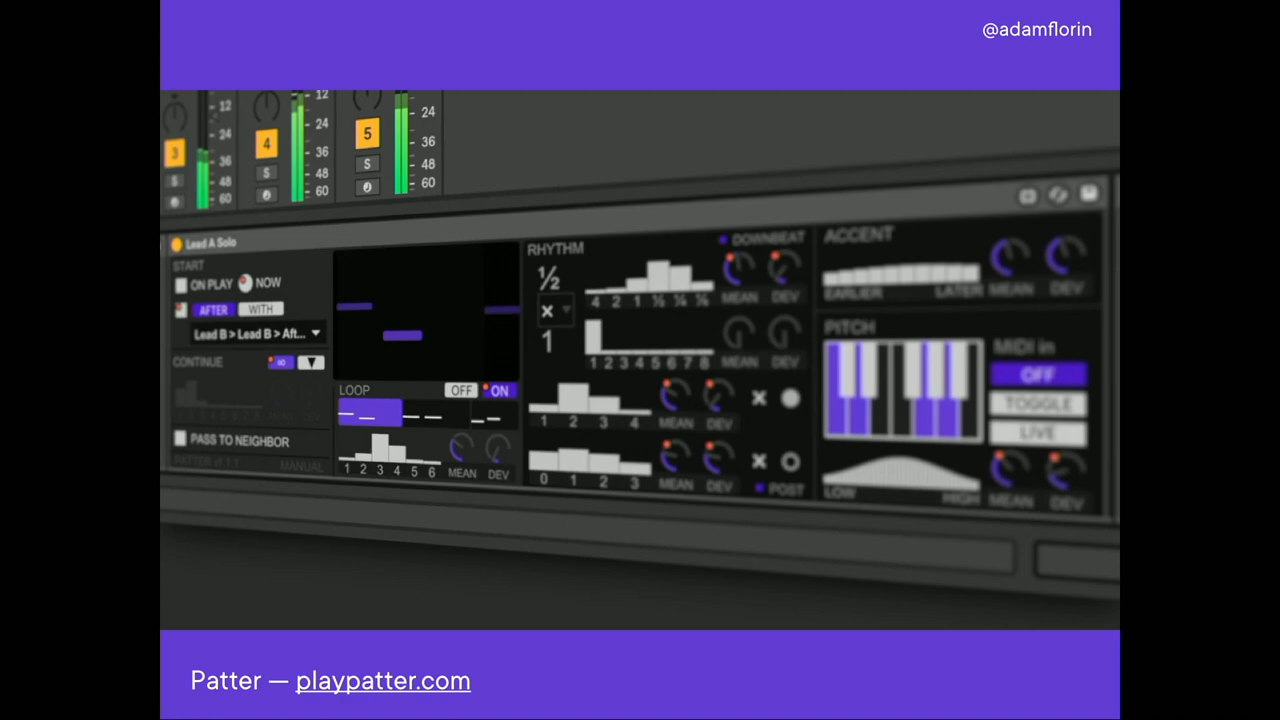 @adamflorin
12
24
36
48
60
3
S
12
24
36
48
60
4
S
24
36
48
60
5
S
Lead A Solo
START
ON PLAY NOW
AFTER WITH
Lead B > Lead B > Aft...
CONTINUE ∞
PASS TO NEIGHBOR
PATTER v1.1 MANUAL
LOOP OFF ON
1 2 3 4 5 6 MEAN DEV
RHYTHM DOWNBEAT
½
x
1
4 2 1 ½ ¼ ⅛ MEAN DEV
1 2 3 4 5 6 7 8 MEAN DEV
1 2 3 4 MEAN DEV
0 1 2 3 MEAN DEV
POST
ACCENT
EARLIER LATER MEAN DEV
PITCH
MIDI in
OFF
TOGGLE
LIVE
LOW HIGH MEAN DEV
Patter — playpatter.com